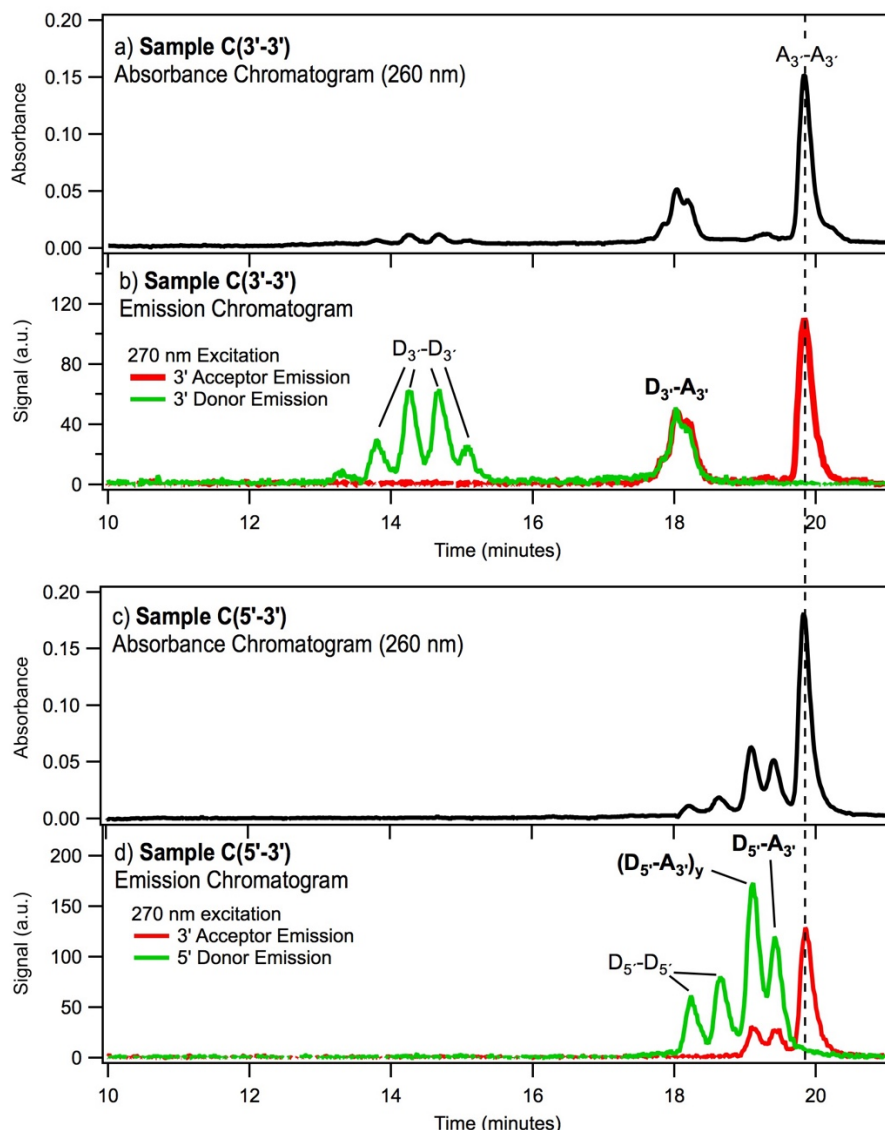 0.20
0.15
0.10
0.05
0.00
Absorbance
a) Sample C(3'-3')
Absorbance Chromatogram (260 nm)
A3´-A3´
120
80
40
0
Signal (a.u.)
b) Sample C(3'-3')
Emission Chromatogram
270 nm Excitation
3' Acceptor Emission
3' Donor Emission
D3´-D3´
D3'-A3'
10 12 14 16 18 20
Time (minutes)
0.20
0.15
0.10
0.05
0.00
Absorbance
c) Sample C(5'-3')
Absorbance Chromatogram (260 nm)
200
150
100
50
0
Signal (a.u.)
d) Sample C(5'-3')
Emission Chromatogram
270 nm excitation
3' Acceptor Emission
5' Donor Emission
D5´-D5´
(D5'-A3')y
D5'-A3'
10 12 14 16 18 20
Time (minutes)